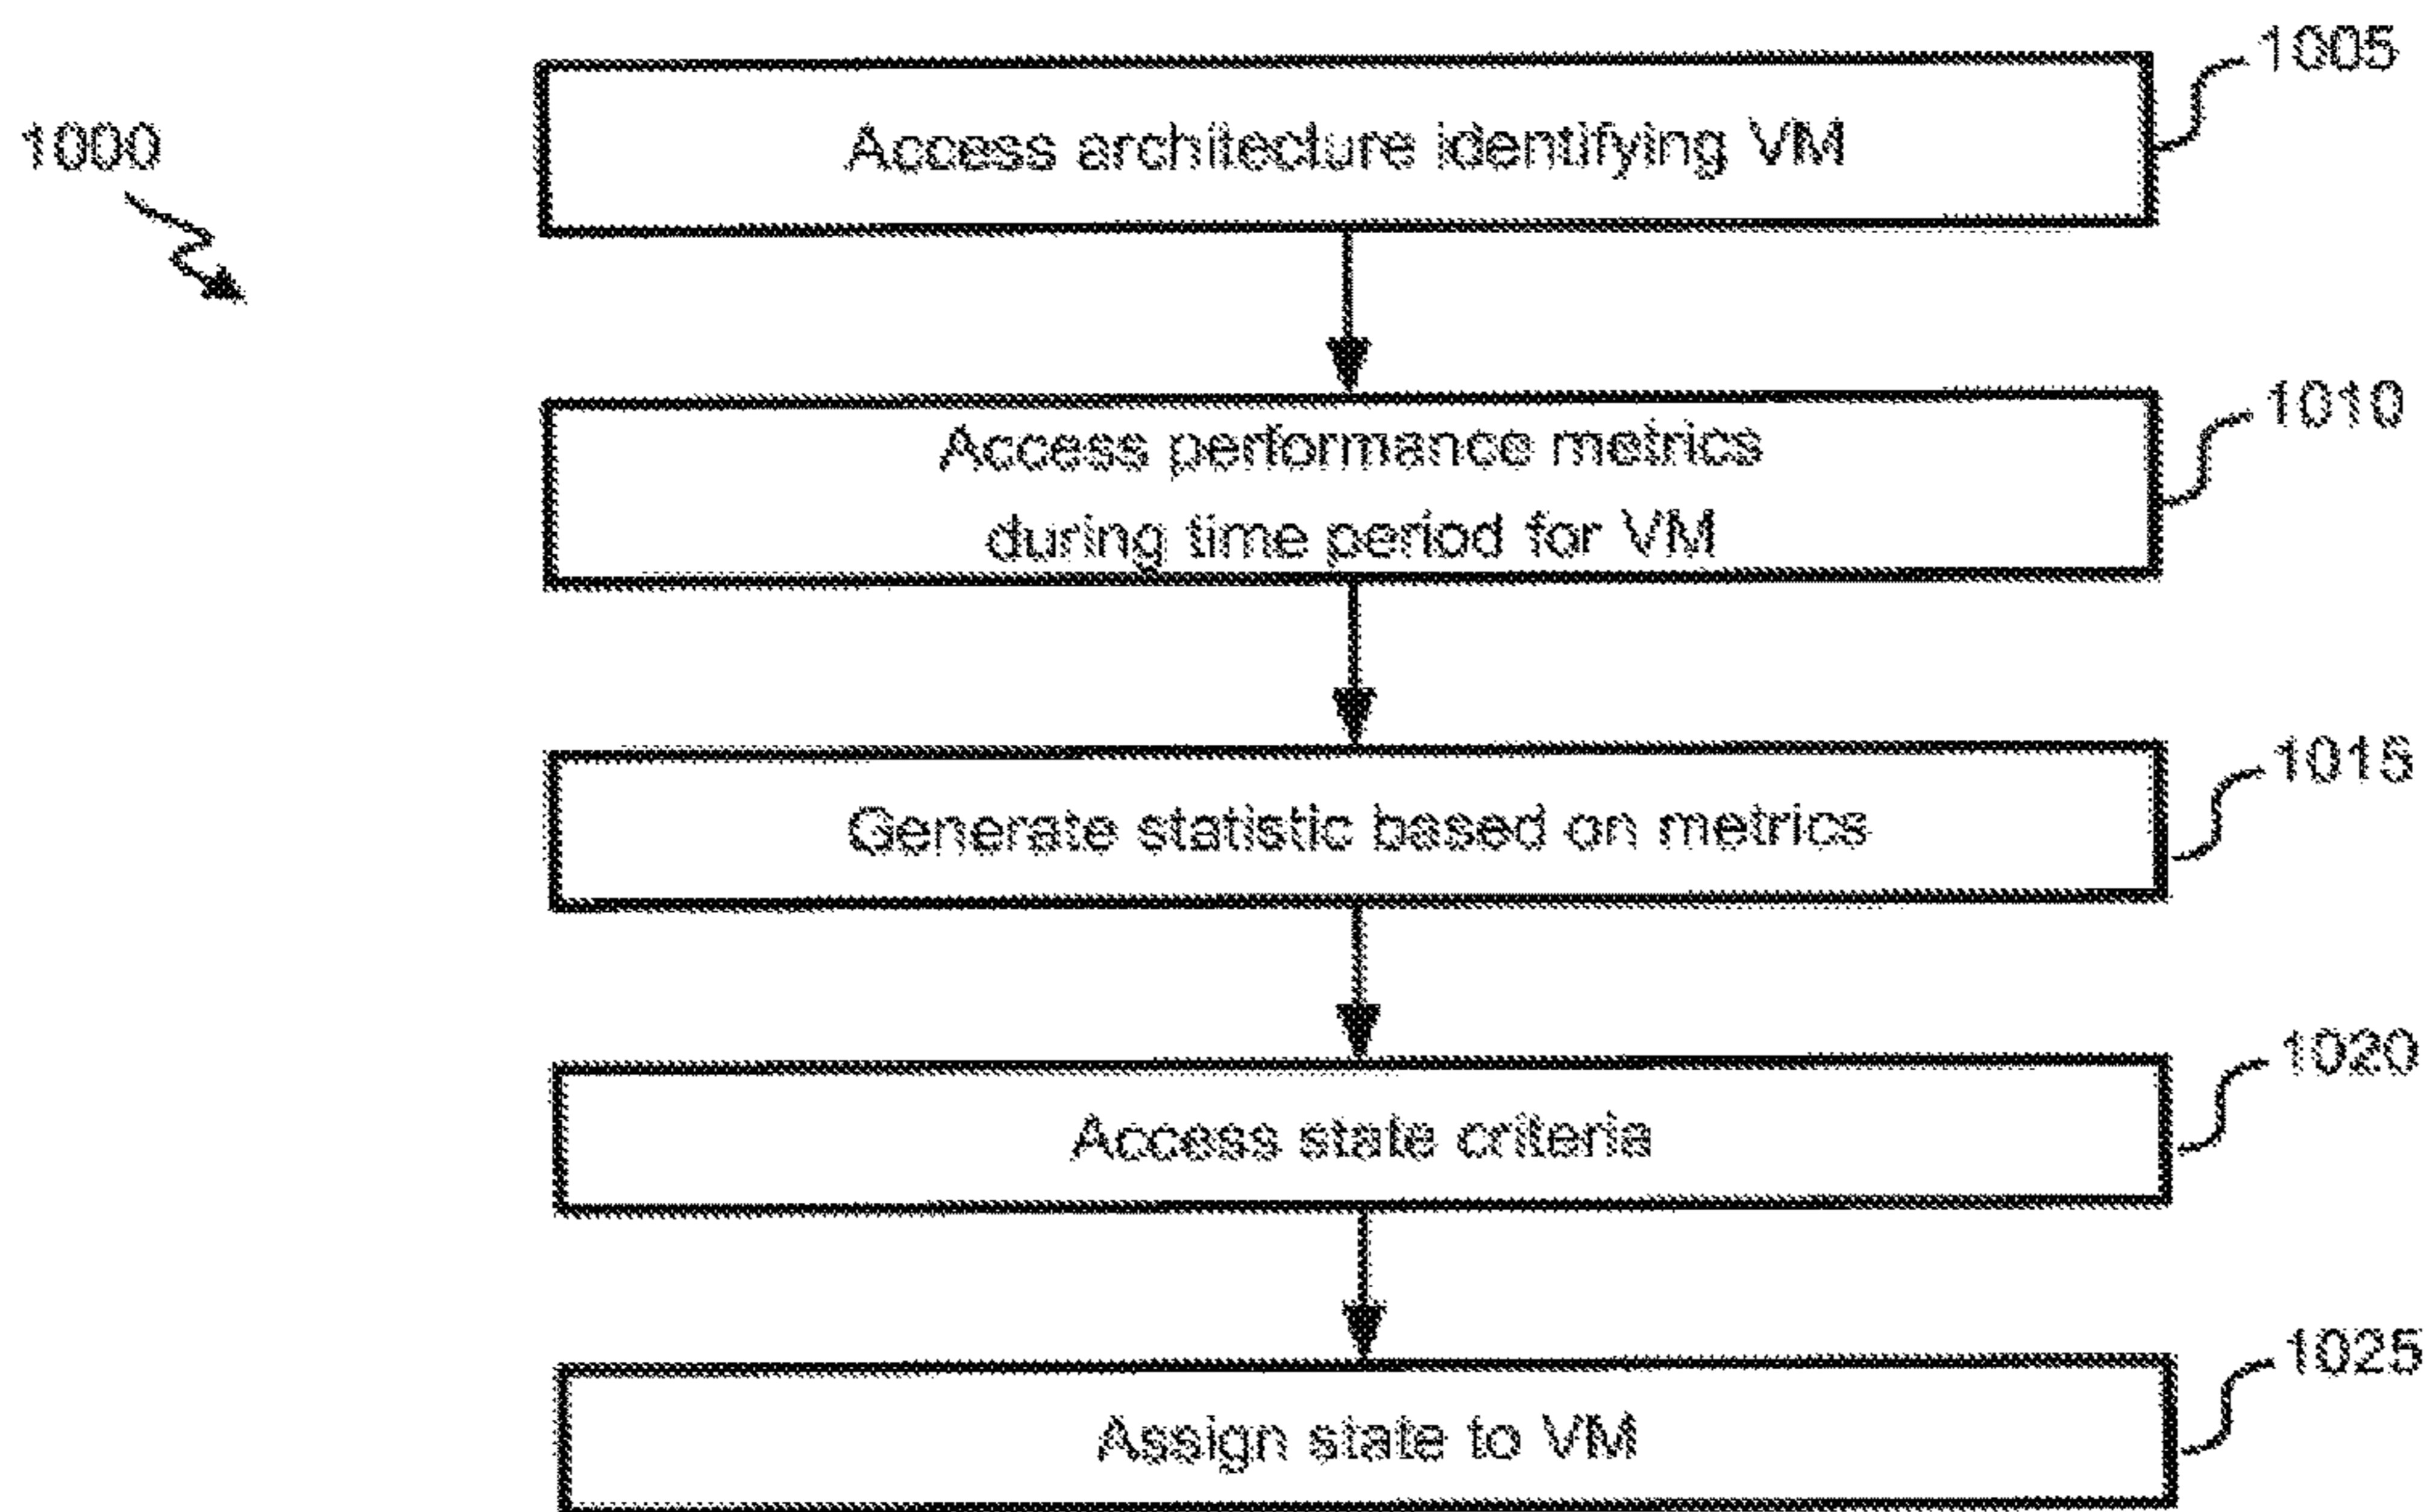 1000
Access architecture identifying VM
1005
Access performance metrics
during time period for VM
1010
Generate statistic based on metrics
1015
Access state criteria
1020
Assign state to VM
1025